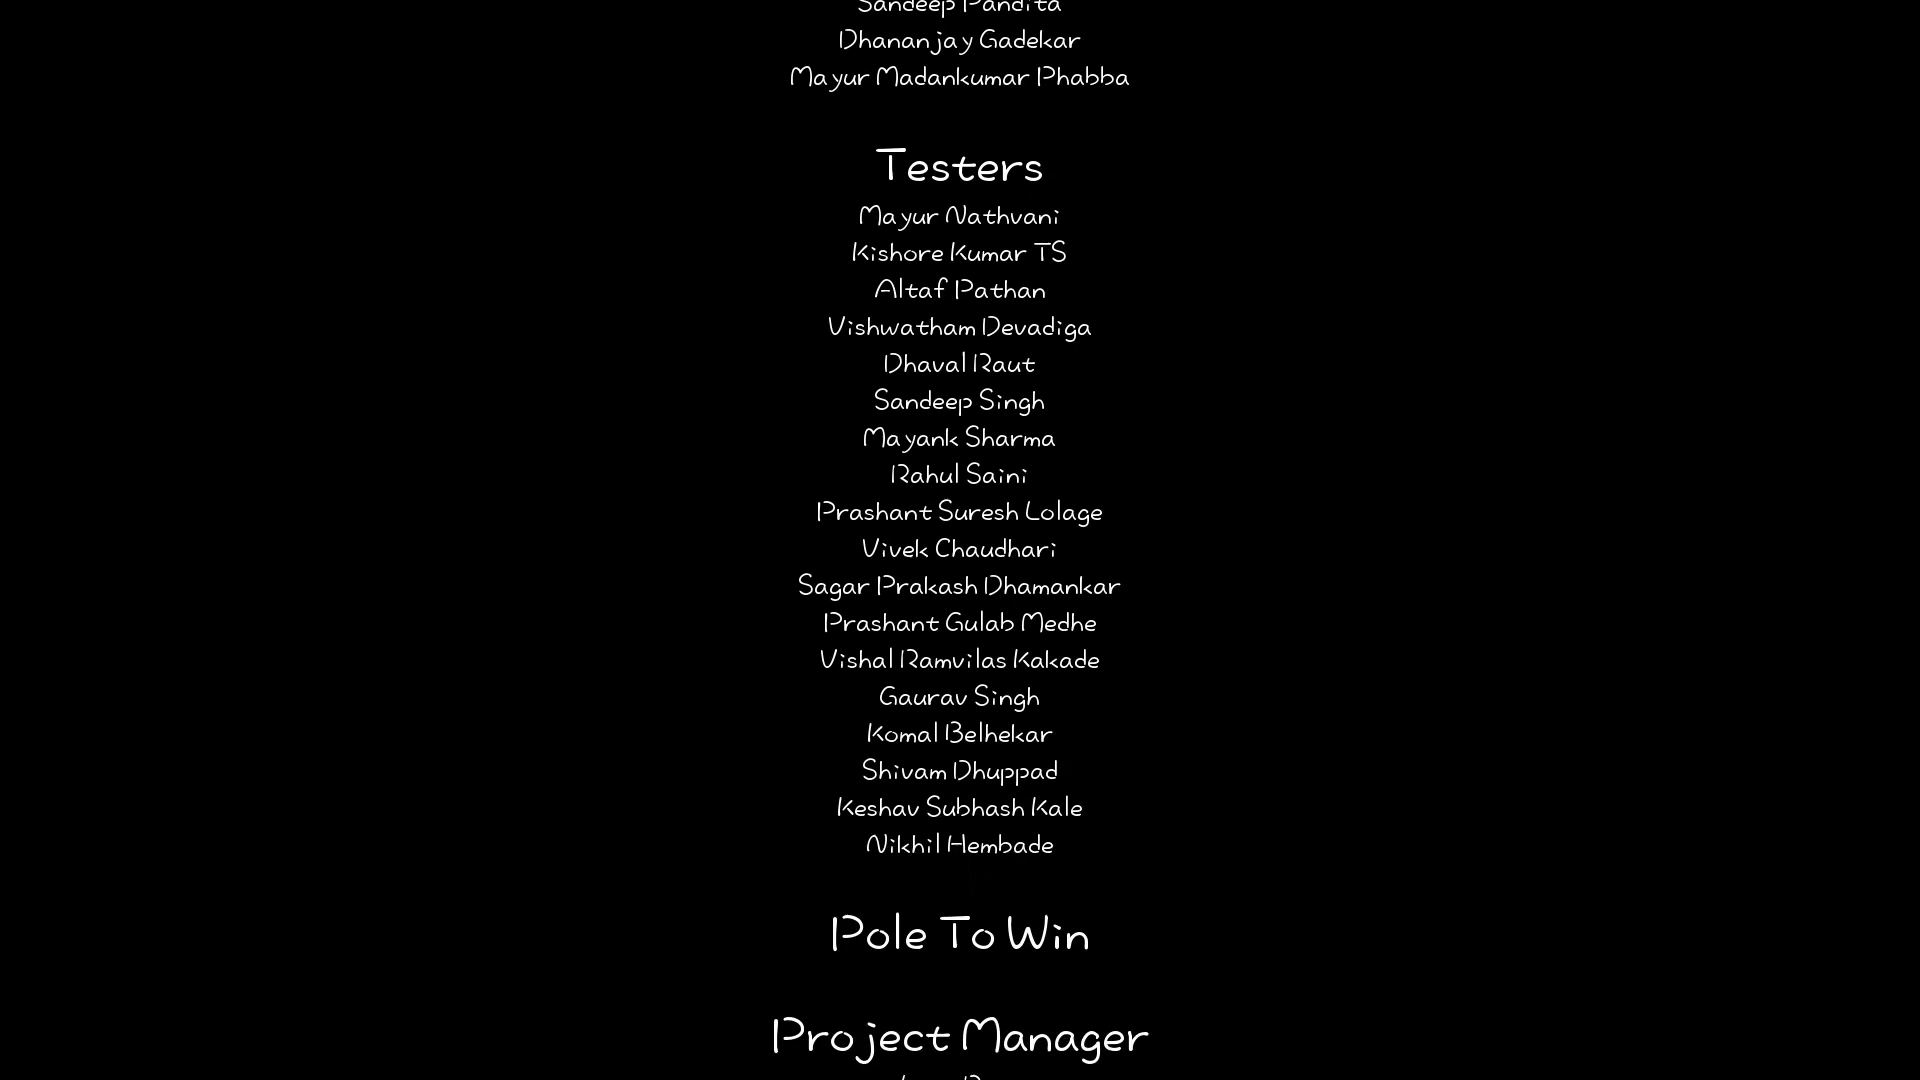 Sandeep Pandita
Dhananjay Gadekar
Mayur Madankumar Phabba
Testers
Mayur Nathvani
Kishore Kumar TS
Altaf Pathan
Vishwatham Devadiga
Dhaval Raut
Sandeep Singh
Mayank Sharma
Rahul Saini
Prashant Suresh Lolage
Vivek Chaudhari
Sagar Prakash Dhamankar
Prashant Gulab Medhe
Vishal Ramvilas Kakade
Gaurav Singh
Komal Belhekar
Shivam Dhuppad
Keshav Subhash Kale
Nikhil Hembade
Pole To Win
Project Manager